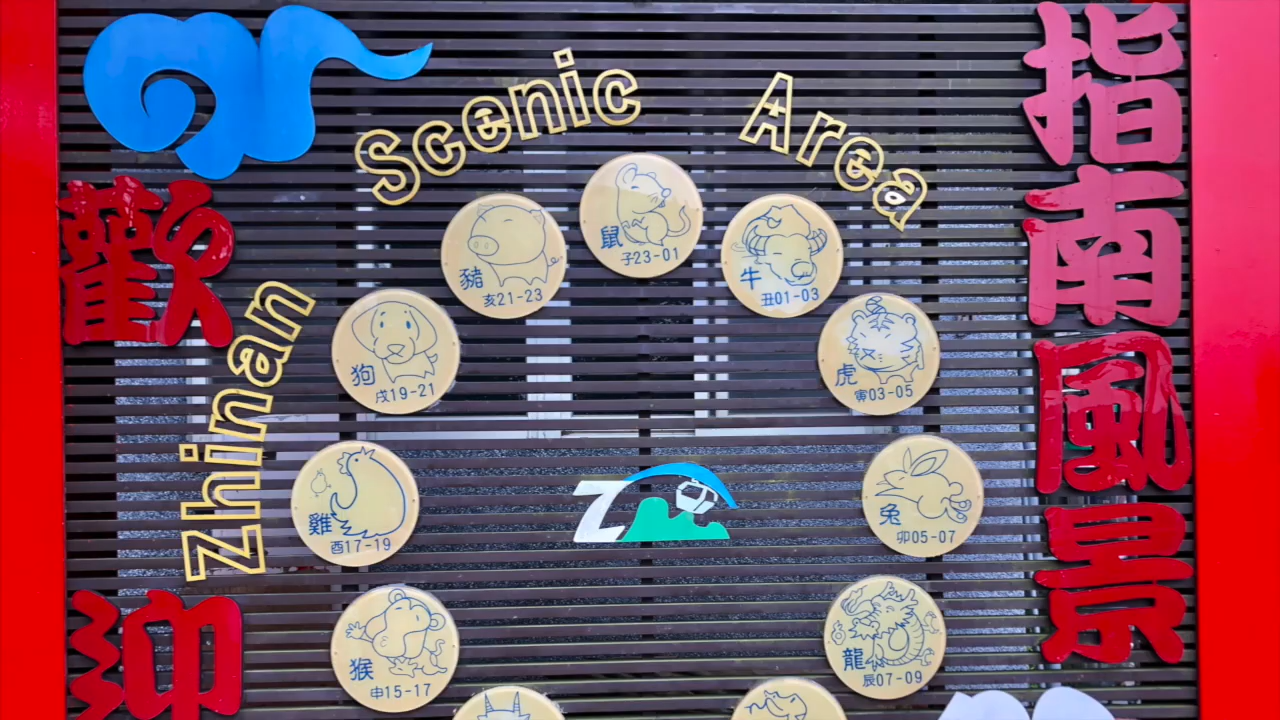 Zhinan Scenic Area
指南風景
歡迎
鼠
子23-01
牛
丑01-03
虎
寅03-05
兔
卯05-07
龍
辰07-09
猴
申15-17
雞
酉17-19
狗
戌19-21
豬
亥21-23
Z